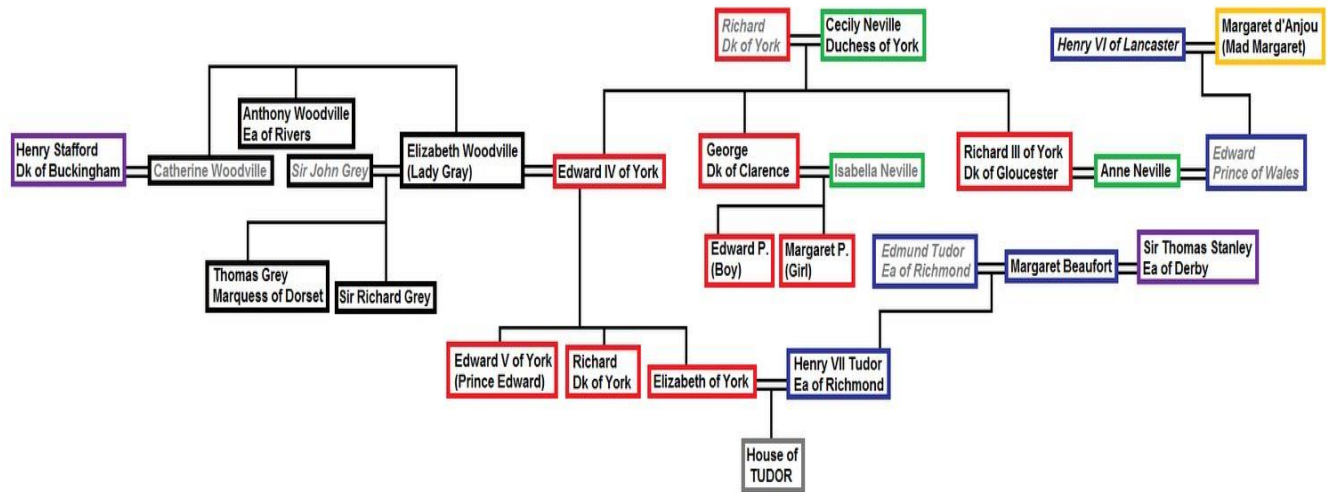 Richard
Dk of York
Cecily Neville
Duchess of York
Henry VI of Lancaster
Margaret d'Anjou
(Mad Margaret)
Anthony Woodville
Ea of Rivers
Henry Stafford
Dk of Buckingham
Catherine Woodville
Sir John Grey
Elizabeth Woodville
(Lady Gray)
Edward IV of York
George
Dk of Clarence
Isabella Neville
Richard III of York
Dk of Gloucester
Anne Neville
Edward
Prince of Wales
Thomas Grey
Marquess of Dorset
Sir Richard Grey
Edward P.
(Boy)
Margaret P.
(Girl)
Edmund Tudor
Ea of Richmond
Margaret Beaufort
Sir Thomas Stanley
Ea of Derby
Edward V of York
(Prince Edward)
Richard
Dk of York
Elizabeth of York
Henry VII Tudor
Ea of Richmond
House of
TUDOR